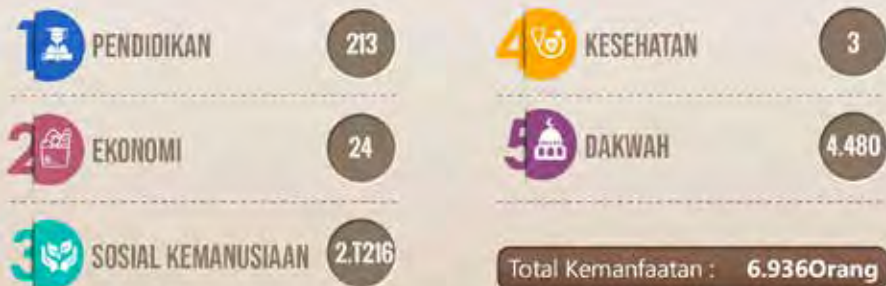 1 PENDIDIKAN 213
2 EKONOMI 24
3 SOSIAL KEMANUSIAAN 2.T216
4 KESEHATAN 3
5 DAKWAH 4.480
Total Kemanfaatan : 6.936Orang